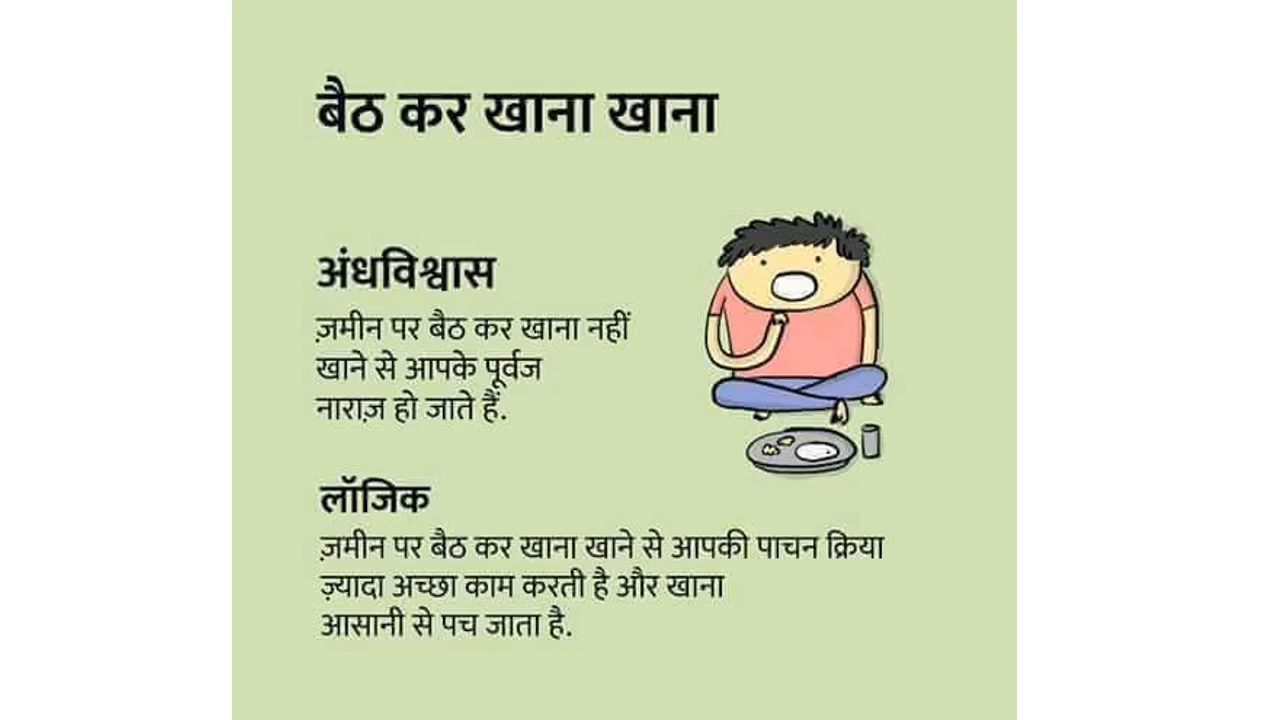 बैठ कर खाना खाना
अंधविश्वास
ज़मीन पर बैठ कर खाना नहीं
खाने से आपके पूर्वज
नाराज़ हो जाते हैं.
लॉजिक
ज़मीन पर बैठ कर खाना खाने से आपकी पाचन क्रिया
ज़्यादा अच्छा काम करती है और खाना
आसानी से पच जाता है.